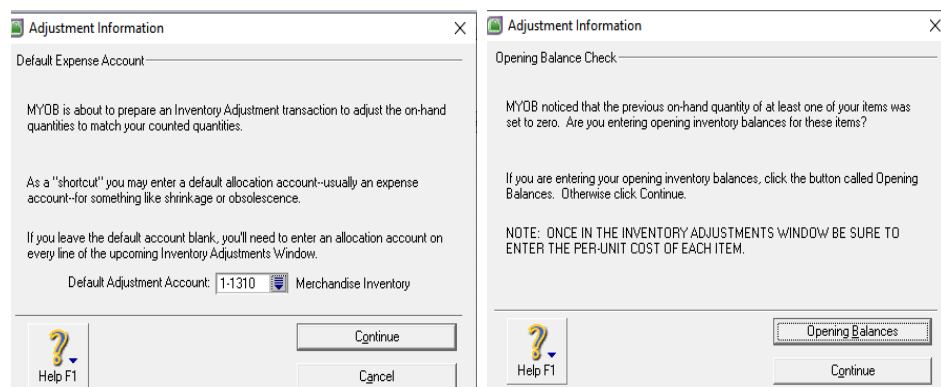 Adjustment Information
Default Expense Account
MYOB is about to prepare an Inventory Adjustment transaction to adjust the on-hand
quantities to match your counted quantities.
As a "shortcut" you may enter a default allocation account--usually an expense
account--for something like shrinkage or obsolescence.
If you leave the default account blank, you'll need to enter an allocation account on
every line of the upcoming Inventory Adjustments Window.
Default Adjustment Account: 1-1310 Merchandise Inventory
Continue
Help F1
Cancel
Adjustment Information
Opening Balance Check
MYOB noticed that the previous on-hand quantity of at least one of your items was
set to zero. Are you entering opening inventory balances for these items?
If you are entering your opening inventory balances, click the button called Opening
Balances. Otherwise click Continue.
NOTE: ONCE IN THE INVENTORY ADJUSTMENTS WINDOW BE SURE TO
ENTER THE PER-UNIT COST OF EACH ITEM.
Opening Balances
Help F1
Continue